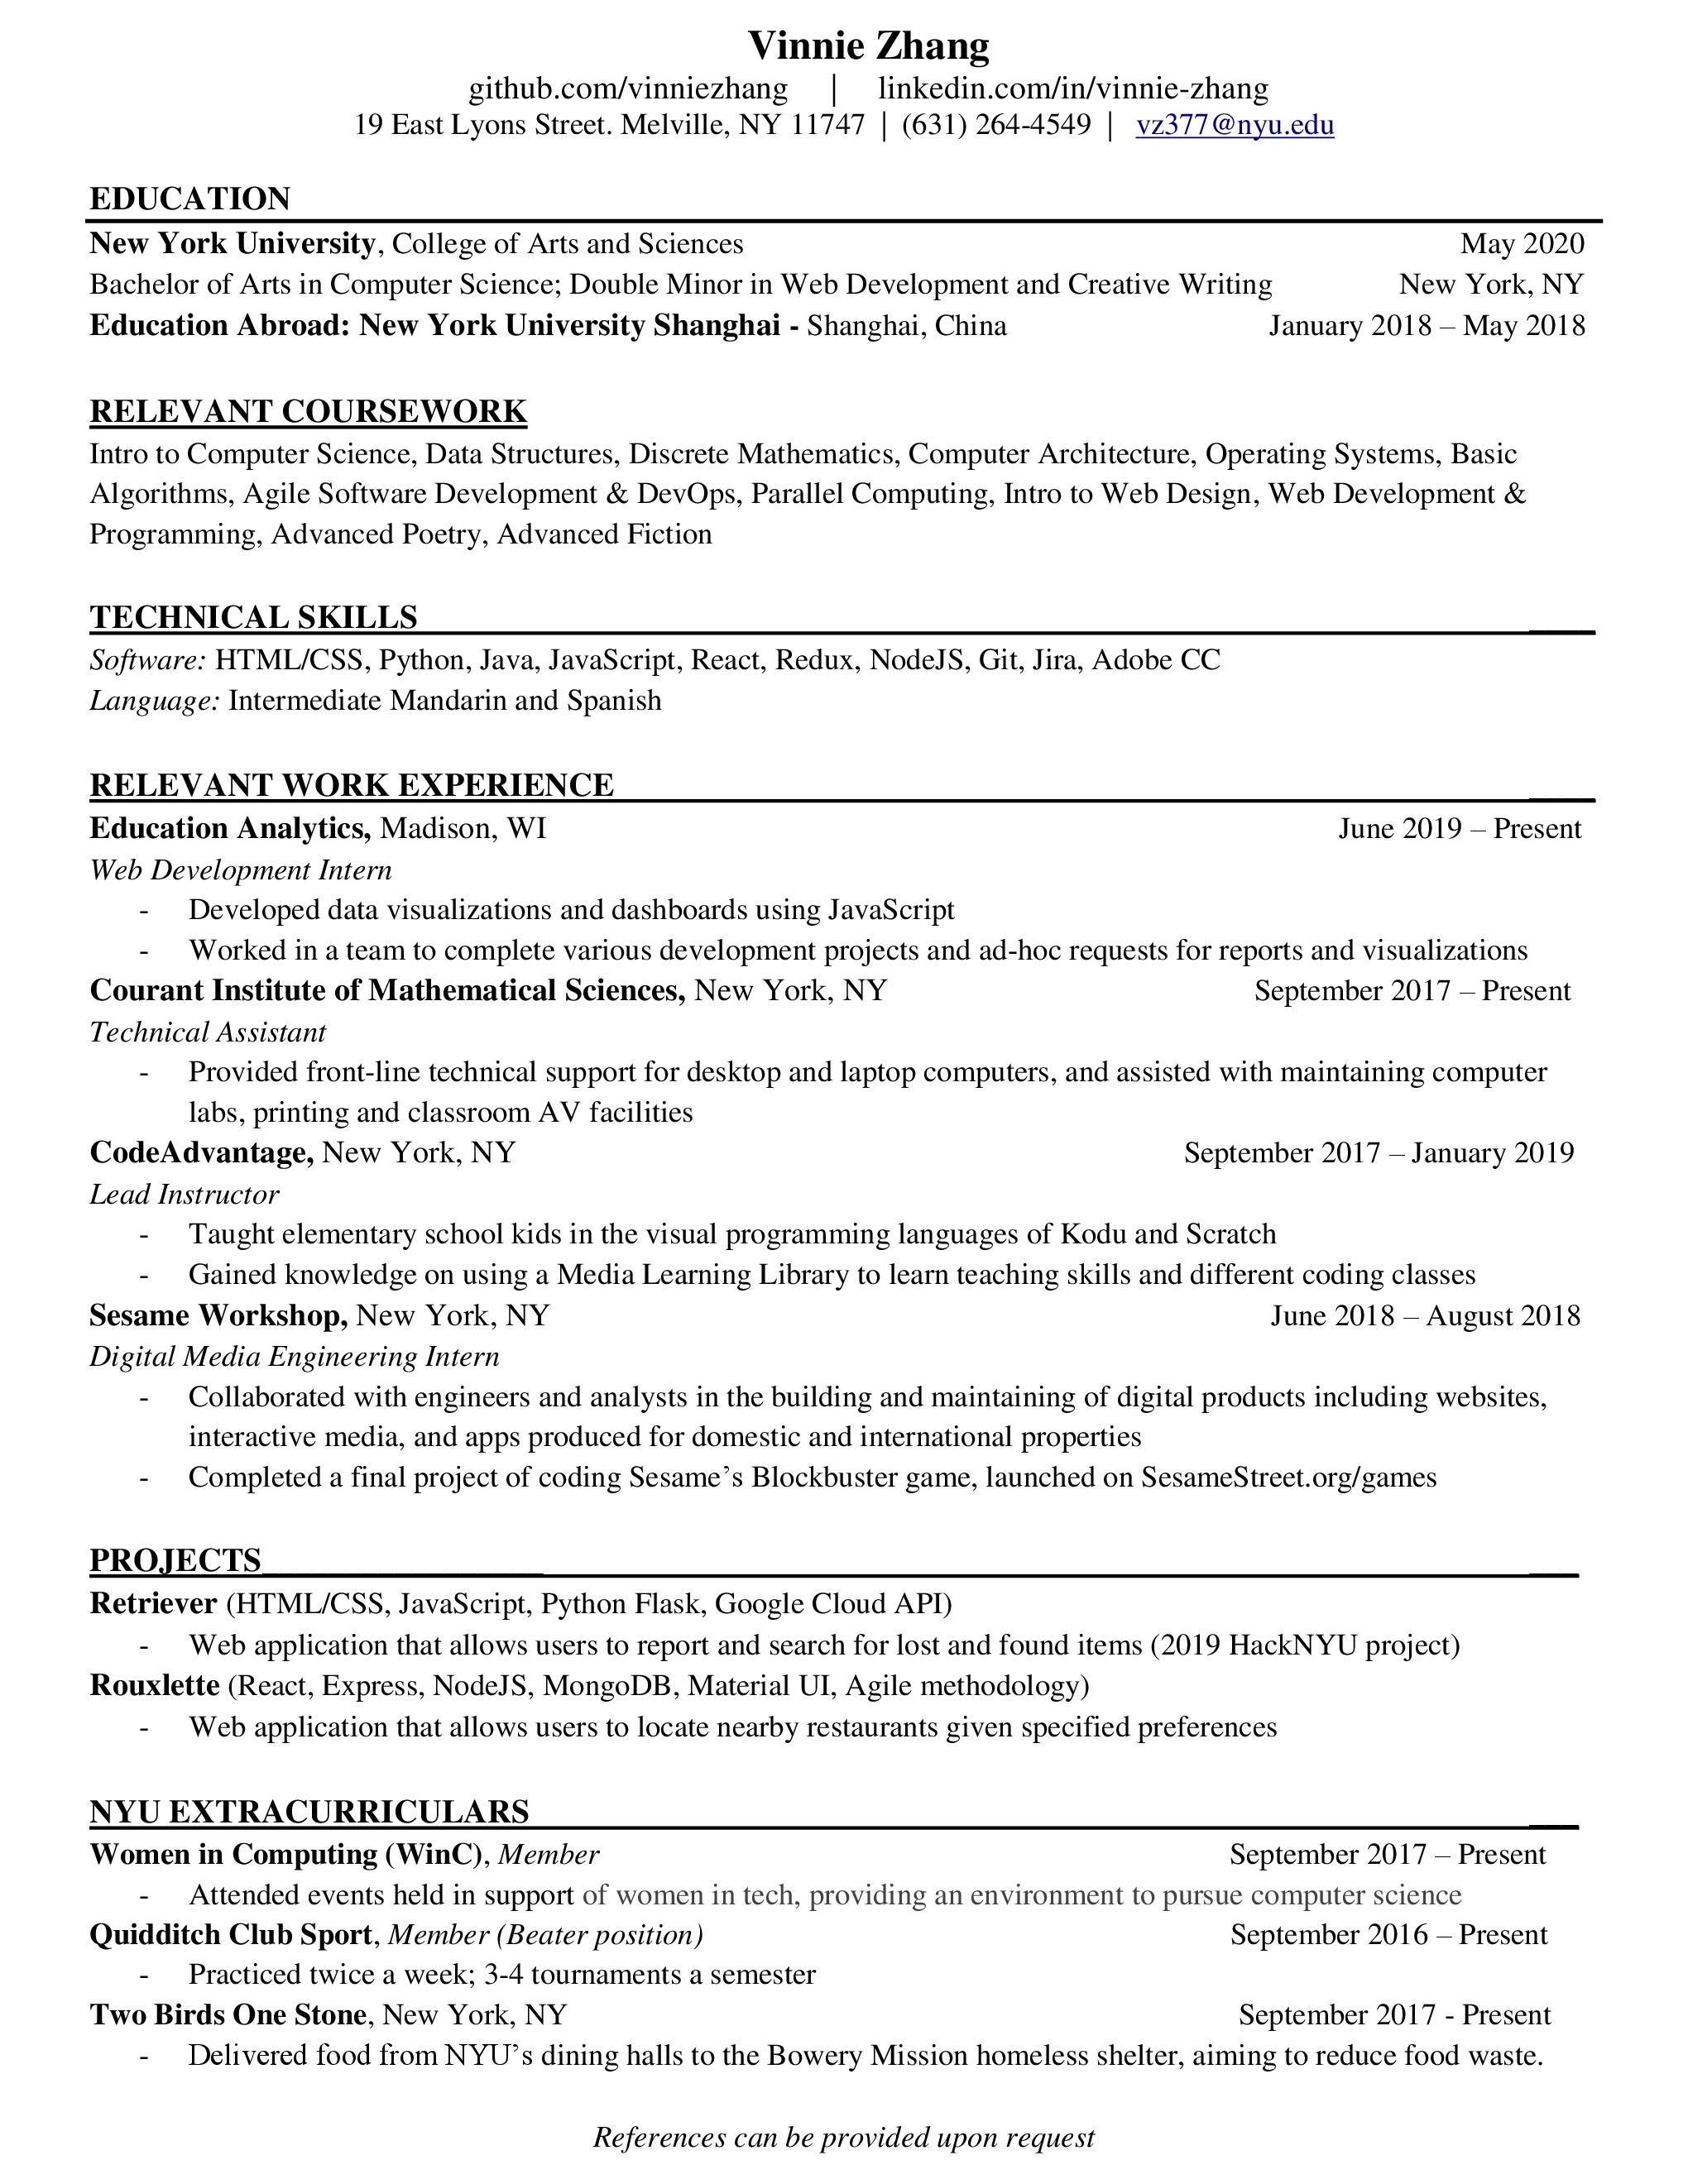 Vinnie Zhang
github.com/vinniezhang | linkedin.com/in/vinnie-zhang
19 East Lyons Street. Melville, NY 11747 | (631) 264-4549 | vz377@nyu.edu
EDUCATION
New York University, College of Arts and Sciences May 2020
Bachelor of Arts in Computer Science; Double Minor in Web Development and Creative Writing New York, NY
Education Abroad: New York University Shanghai - Shanghai, China January 2018 – May 2018
RELEVANT COURSEWORK
Intro to Computer Science, Data Structures, Discrete Mathematics, Computer Architecture, Operating Systems, Basic
Algorithms, Agile Software Development & DevOps, Parallel Computing, Intro to Web Design, Web Development &
Programming, Advanced Poetry, Advanced Fiction
TECHNICAL SKILLS
Software: HTML/CSS, Python, Java, JavaScript, React, Redux, NodeJS, Git, Jira, Adobe CC
Language: Intermediate Mandarin and Spanish
RELEVANT WORK EXPERIENCE
Education Analytics, Madison, WI June 2019 – Present
Web Development Intern
- Developed data visualizations and dashboards using JavaScript
- Worked in a team to complete various development projects and ad-hoc requests for reports and visualizations
Courant Institute of Mathematical Sciences, New York, NY September 2017 – Present
Technical Assistant
- Provided front-line technical support for desktop and laptop computers, and assisted with maintaining computer
labs, printing and classroom AV facilities
CodeAdvantage, New York, NY September 2017 – January 2019
Lead Instructor
- Taught elementary school kids in the visual programming languages of Kodu and Scratch
- Gained knowledge on using a Media Learning Library to learn teaching skills and different coding classes
Sesame Workshop, New York, NY June 2018 – August 2018
Digital Media Engineering Intern
- Collaborated with engineers and analysts in the building and maintaining of digital products including websites,
interactive media, and apps produced for domestic and international properties
- Completed a final project of coding Sesame’s Blockbuster game, launched on SesameStreet.org/games
PROJECTS
Retriever (HTML/CSS, JavaScript, Python Flask, Google Cloud API)
- Web application that allows users to report and search for lost and found items (2019 HackNYU project)
Rouxlette (React, Express, NodeJS, MongoDB, Material UI, Agile methodology)
- Web application that allows users to locate nearby restaurants given specified preferences
NYU EXTRACURRICULARS
Women in Computing (WinC), Member September 2017 – Present
- Attended events held in support of women in tech, providing an environment to pursue computer science
Quidditch Club Sport, Member (Beater position) September 2016 – Present
- Practiced twice a week; 3-4 tournaments a semester
Two Birds One Stone, New York, NY September 2017 - Present
- Delivered food from NYU’s dining halls to the Bowery Mission homeless shelter, aiming to reduce food waste.
References can be provided upon request